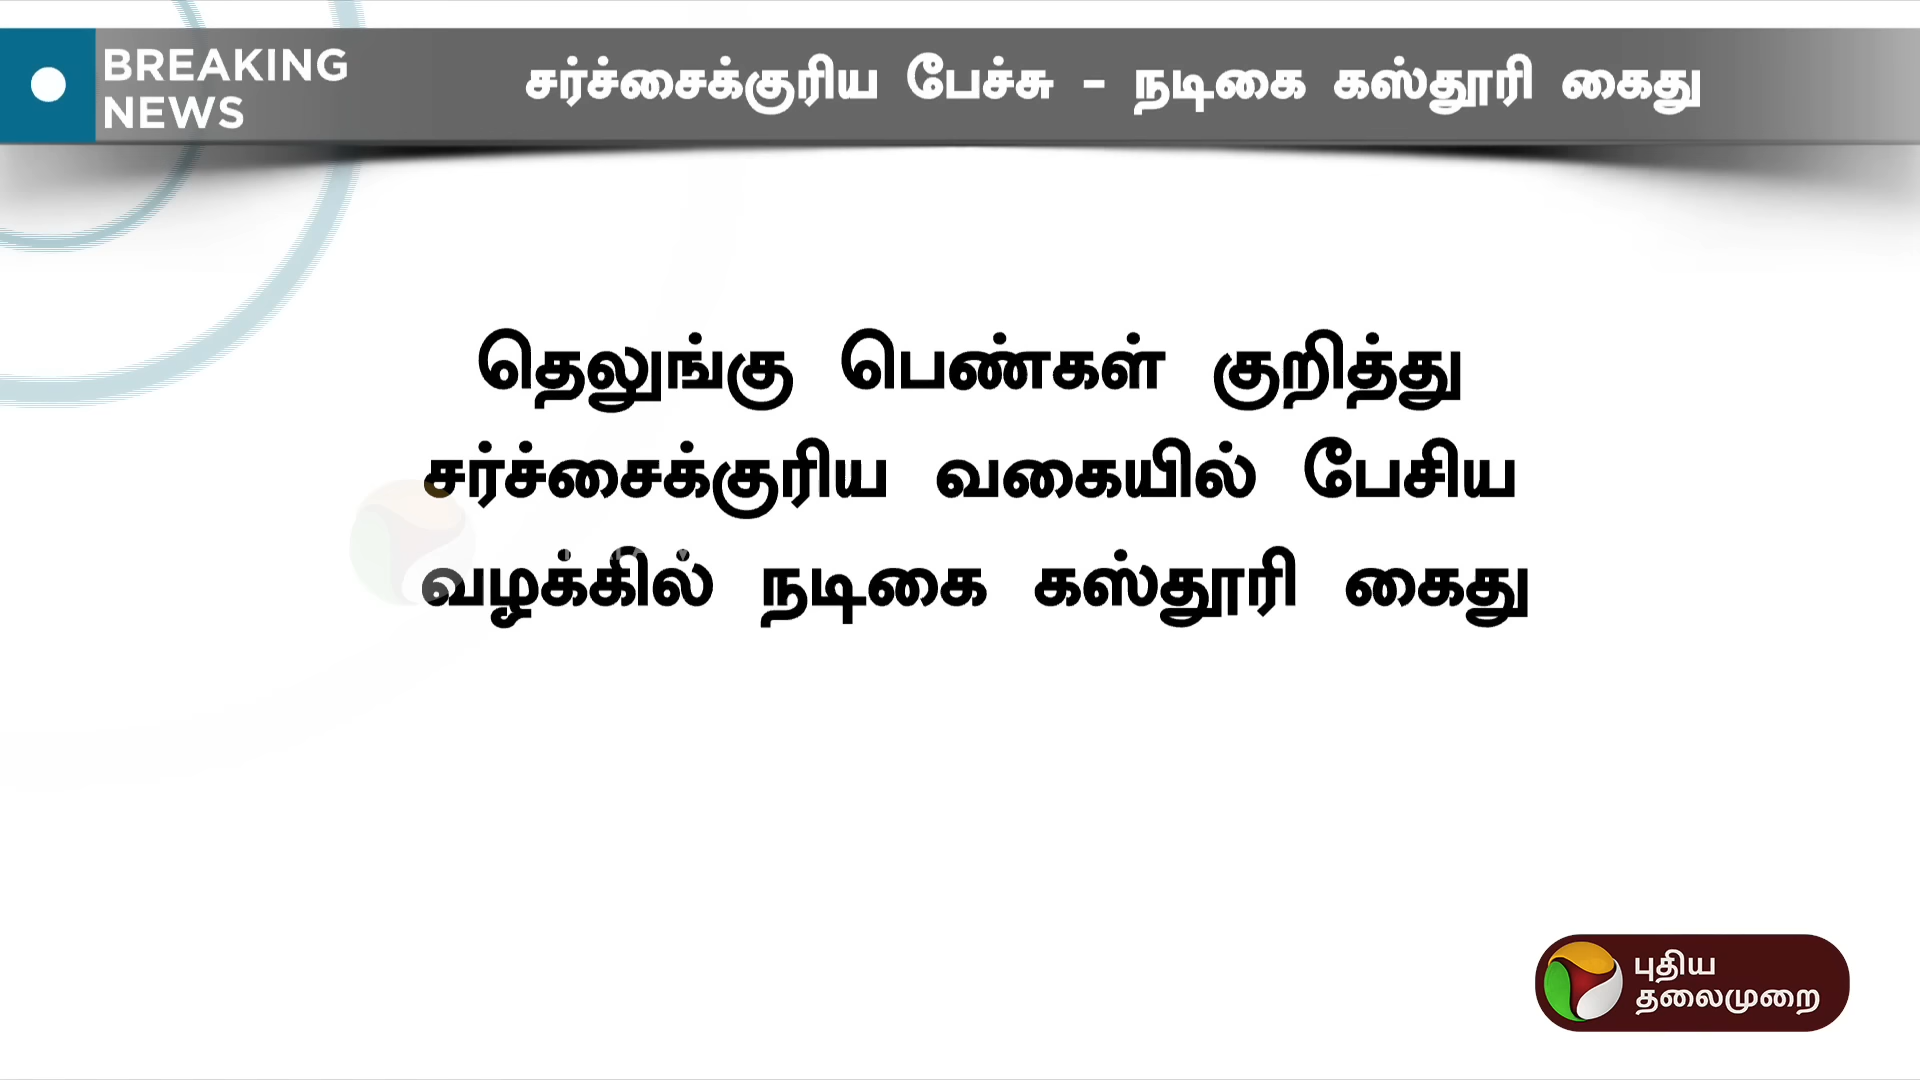 BREAKING
NEWS
சர்ச்சைக்குரிய பேச்சு - நடிகை கஸ்தூரி கைது
தெலுங்கு பெண்கள் குறித்து
சர்ச்சைக்குரிய வகையில் பேசிய
வழக்கில் நடிகை கஸ்தூரி கைது
புதிய
தலைமுறை